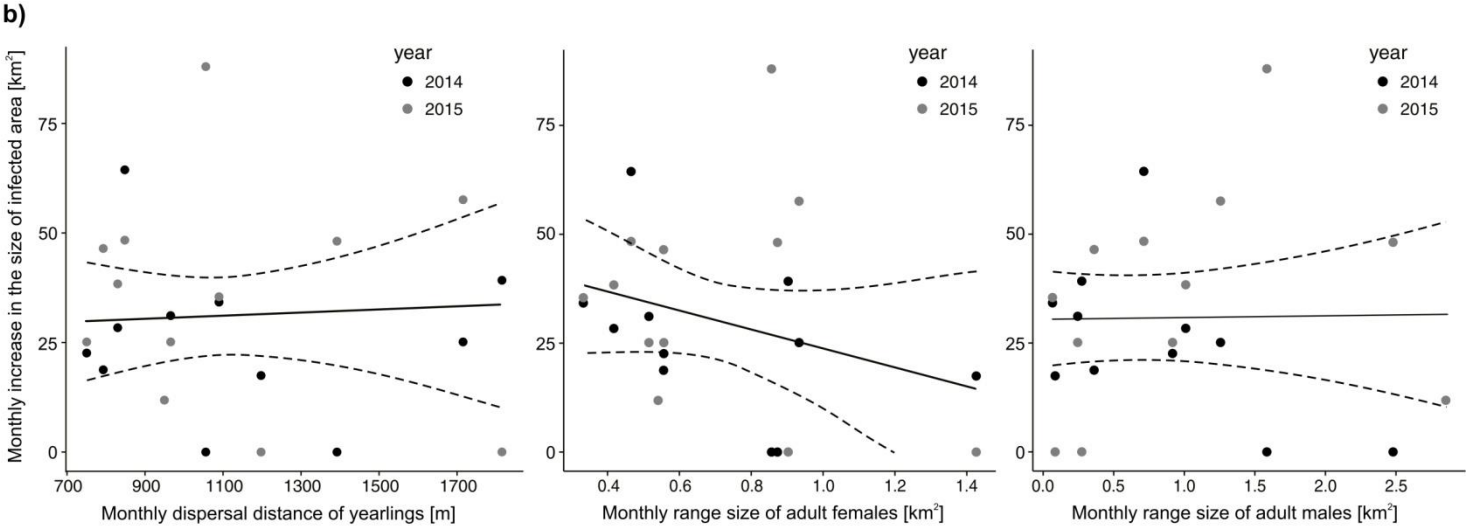 b)
Monthly increase in the size of infected area [km²]
75
50
25
0
year
2014
2015
700 900 1100 1300 1500 1700
Monthly dispersal distance of yearlings [m]
75
50
25
0
year
2014
2015
0.4 0.6 0.8 1.0 1.2 1.4
Monthly range size of adult females [km²]
75
50
25
0
year
2014
2015
0.0 0.5 1.0 1.5 2.0 2.5
Monthly range size of adult males [km²]